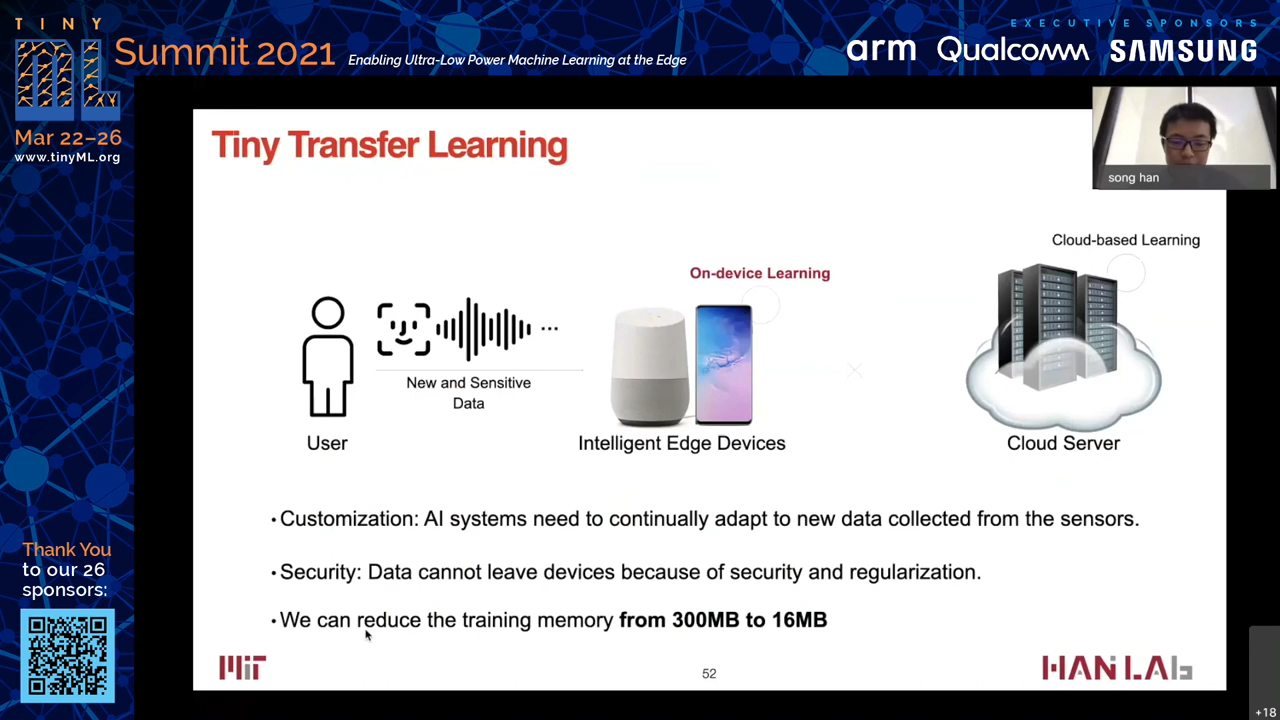 TINY
ML
Summit 2021
Enabling Ultra-Low Power Machine Learning at the Edge
EXECUTIVE SPONSORS
arm Qualcomm SAMSUNG
Mar 22–26
www.tinyML.org
song han
Tiny Transfer Learning
Cloud-based Learning
On-device Learning
...
New and Sensitive
Data
User
Intelligent Edge Devices
Cloud Server
• Customization: AI systems need to continually adapt to new data collected from the sensors.
• Security: Data cannot leave devices because of security and regularization.
• We can reduce the training memory from 300MB to 16MB
Thank You
to our 26
sponsors:
MIT
52
HAN LAb
+18